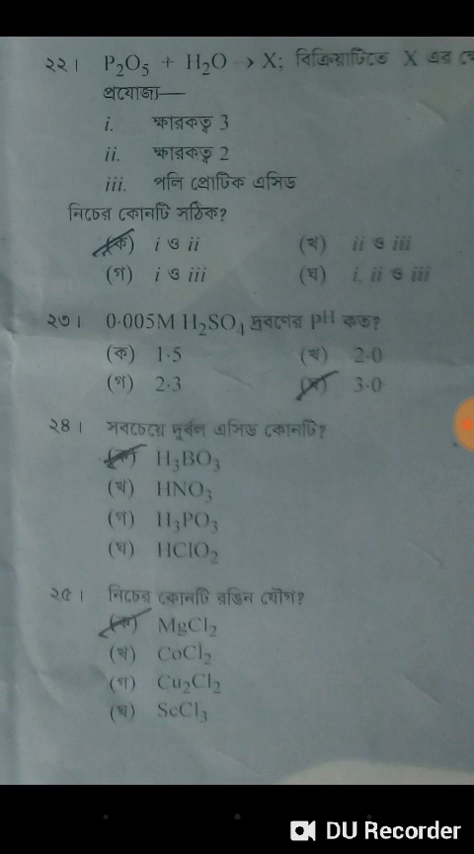 ২২। P₂O₅ + H₂O → X; বিক্রিয়াটিতে X এর
প্রযোজ্য—
i. ক্ষারকত্ব 3
ii. ক্ষারকত্ব 2
iii. পলি প্রোটিক এসিড
নিচের কোনটি সঠিক?
(ক) i ও ii (খ) ii ও iii
(গ) i ও iii (ঘ) i, ii ও iii
২৩। 0·005M H₂SO₄ দ্রবণের pH কত?
(ক) 1·5 (খ) 2·0
(গ) 2·3 (ঘ) 3·0
২৪। সবচেয়ে দুর্বল এসিড কোনটি?
(ক) H₃BO₃
(খ) HNO₃
(গ) H₃PO₃
(ঘ) HClO₂
২৫। নিচের কোনটি রঙিন যৌগ?
(ক) MgCl₂
(খ) CoCl₂
(গ) Cu₂Cl₂
(ঘ) ScCl₃
DU Recorder